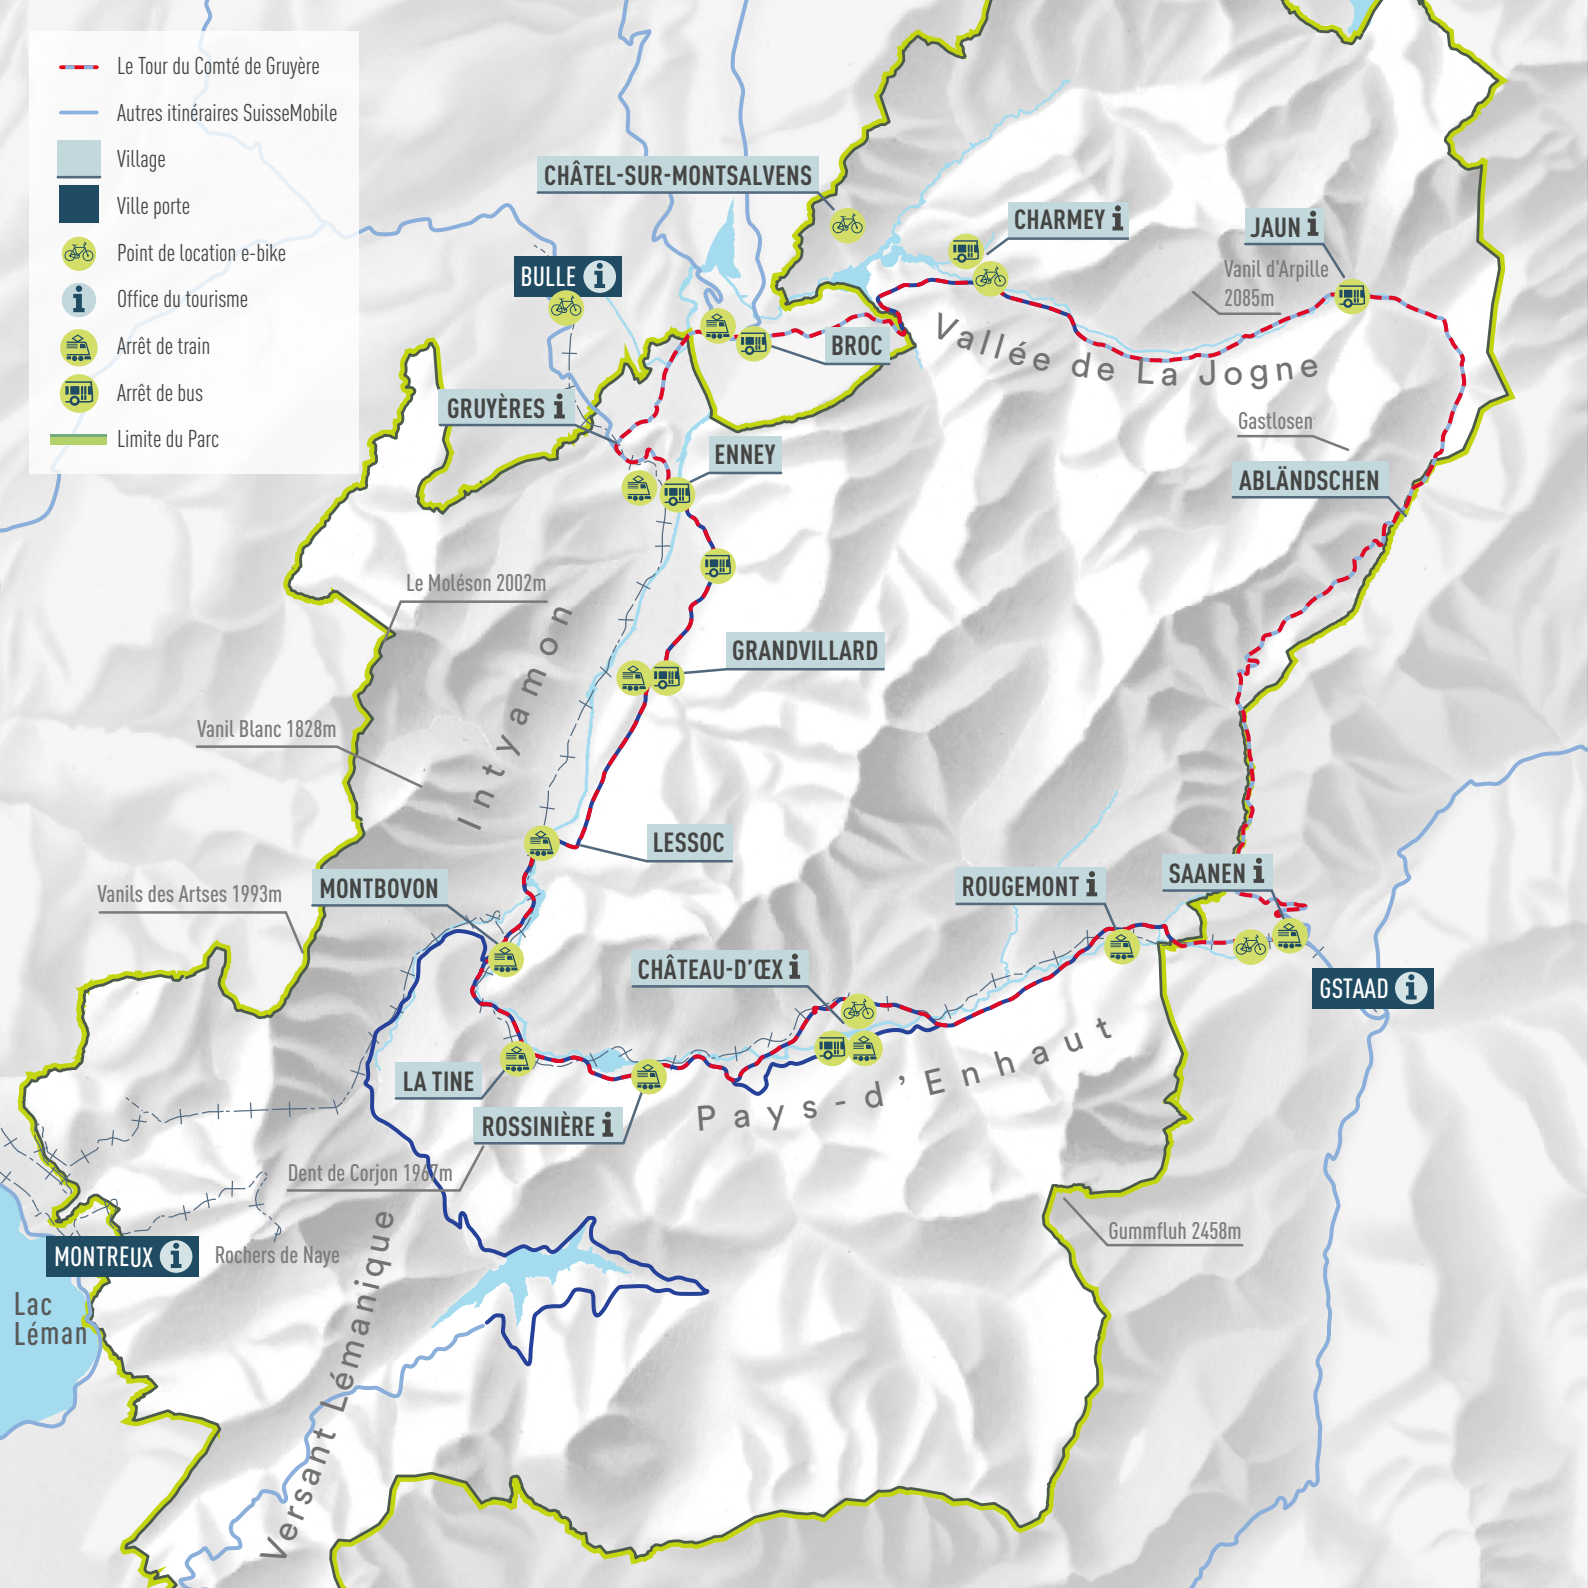 Le Tour du Comté de Gruyère
Autres itinéraires SuisseMobile
Village
Ville porte
Point de location e-bike
Office du tourisme
Arrêt de train
Arrêt de bus
Limite du Parc
CHÂTEL-SUR-MONTSALVENS
CHARMEY i
JAUN i
BULLE i
Vanil d'Arpille
2085m
BROC
Vallée de La Jogne
GRUYÈRES i
Gastlosen
ENNEY
ABLÄNDSCHEN
Le Moléson 2002m
Intyamon
GRANDVILLARD
Vanil Blanc 1828m
LESSOC
SAANEN i
MONTBOVON
ROUGEMONT i
Vanils des Artses 1993m
CHÂTEAU-D'ŒX i
GSTAAD i
LA TINE
Pays-d'Enhaut
ROSSINIÈRE i
Dent de Corjon 1967m
Gummfluh 2458m
MONTREUX i
Rochers de Naye
Lac
Léman
Versant Lémanique